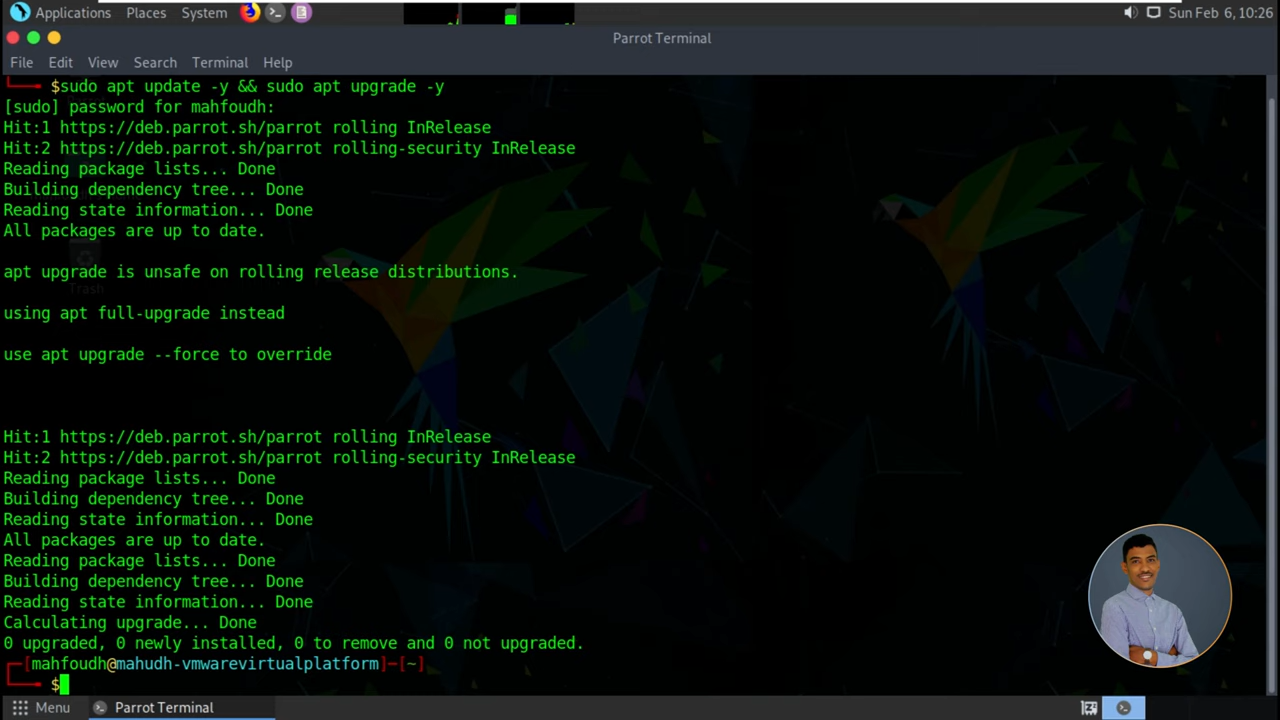 Applications Places System Sun Feb 6, 10:26
Parrot Terminal
File Edit View Search Terminal Help
$sudo apt update -y && sudo apt upgrade -y
[sudo] password for mahfoudh:
Hit:1 https://deb.parrot.sh/parrot rolling InRelease
Hit:2 https://deb.parrot.sh/parrot rolling-security InRelease
Reading package lists... Done
Building dependency tree... Done
Reading state information... Done
All packages are up to date.
apt upgrade is unsafe on rolling release distributions.
Trash
using apt full-upgrade instead
use apt upgrade --force to override
Hit:1 https://deb.parrot.sh/parrot rolling InRelease
Hit:2 https://deb.parrot.sh/parrot rolling-security InRelease
Reading package lists... Done
Building dependency tree... Done
Reading state information... Done
All packages are up to date.
Reading package lists... Done
Building dependency tree... Done
Reading state information... Done
Calculating upgrade... Done
0 upgraded, 0 newly installed, 0 to remove and 0 not upgraded.
[mahfoudh@mahudh-vmwarevirtualplatform]-[~]
$
Menu Parrot Terminal